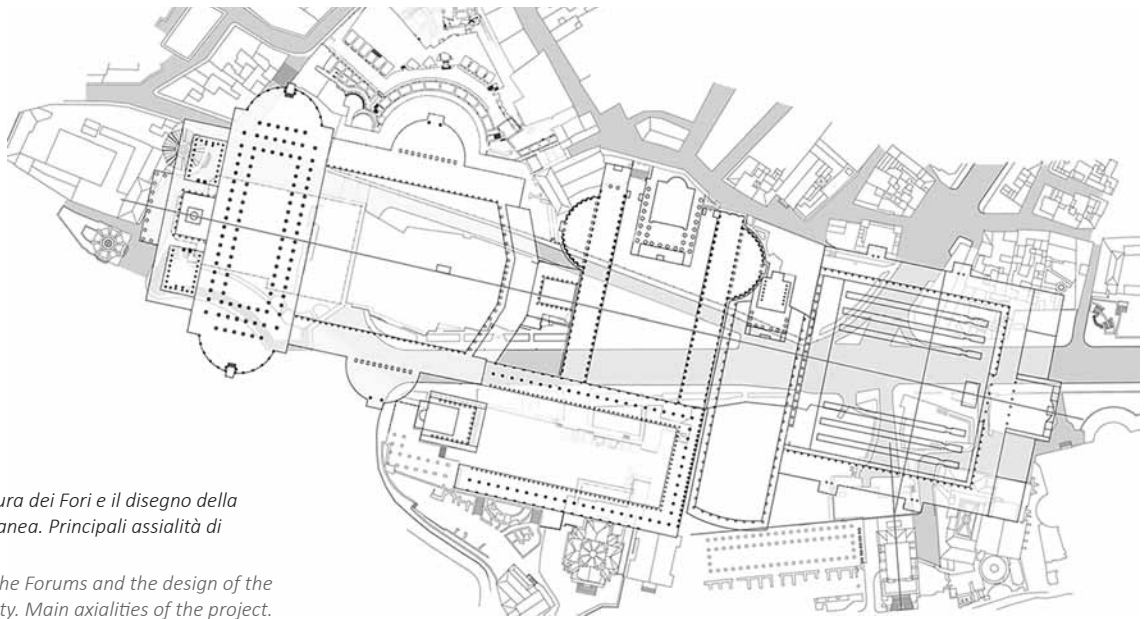 ura dei Fori e il disegno della
anea. Principali assialità di
he Forums and the design of the
ty. Main axialities of the project.